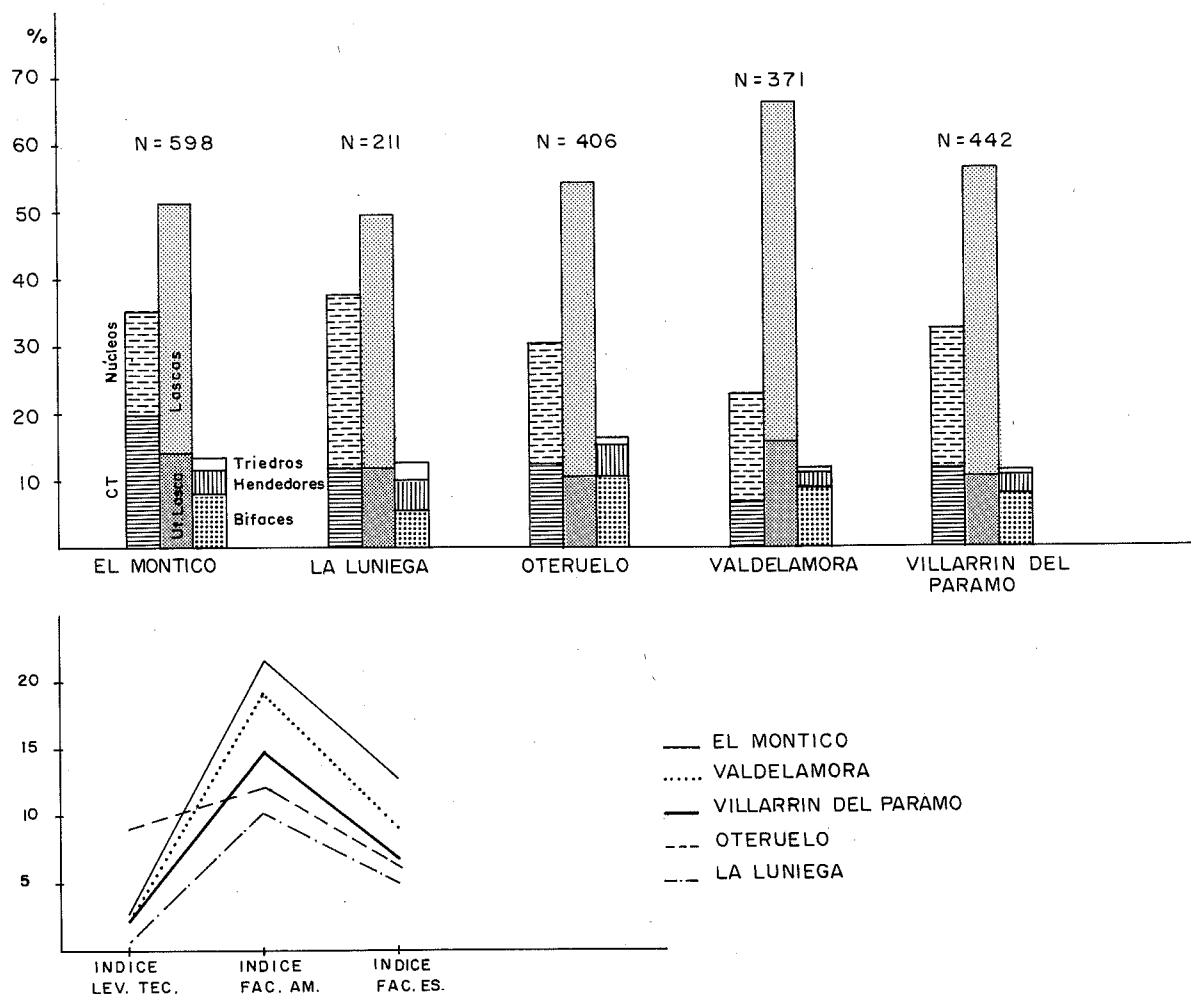 %
70
60
50
40
30
20
10
N=598
N=211
N=406
N=371
N=442
Núcleos
CT
Lascas
Ut Lasca
Triedros
Hendedores
Bifaces
EL MONTICO
LA LUNIEGA
OTERUELO
VALDELAMORA
VILLARRIN DEL
PARAMO
20
15
10
5
INDICE
LEV. TEC.
INDICE
FAC. AM.
INDICE
FAC. ES.
EL MONTICO
VALDELAMORA
VILLARRIN DEL PARAMO
OTERUELO
LA LUNIEGA